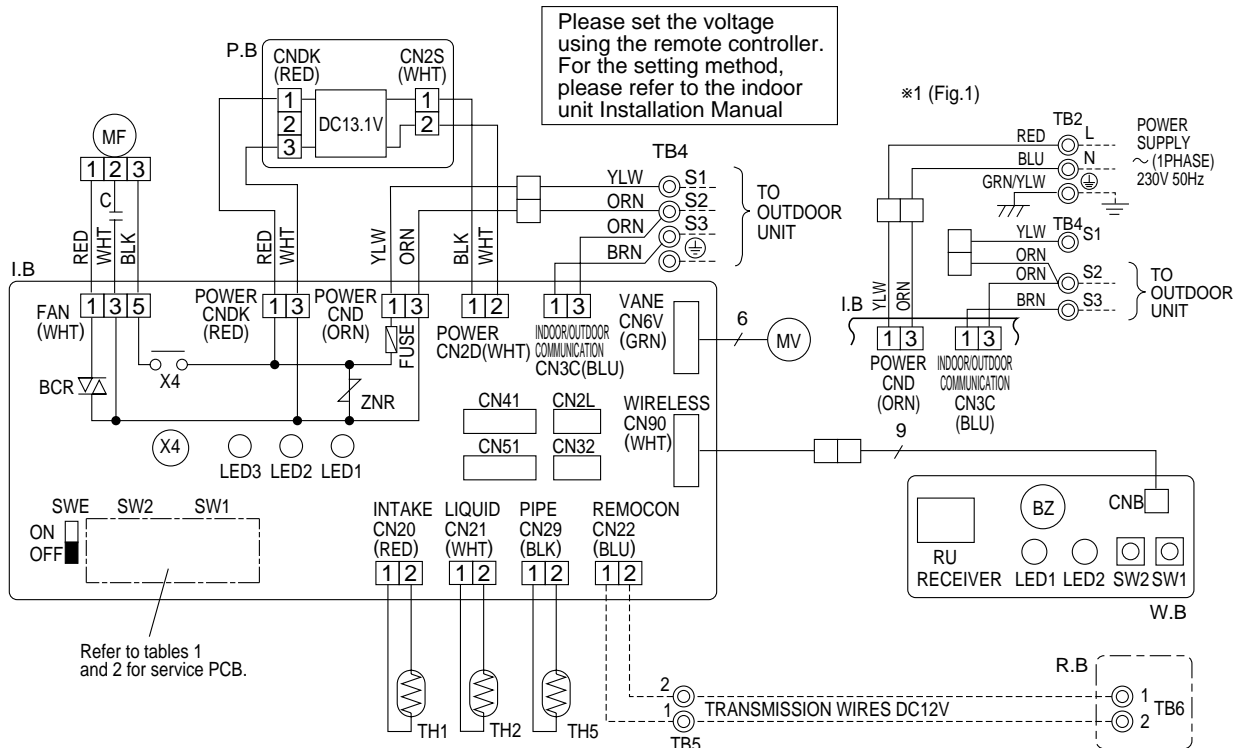 Please set the voltage
using the remote controller.
For the setting method,
please refer to the indoor
unit Installation Manual
P.B
CNDK
(RED)
CN2S
(WHT)
1
2
3
DC13.1V
1
2
MF
1 2 3
C
RED
WHT
BLK
RED
WHT
YLW
ORN
BLK
WHT
TB4
YLW
S1
ORN
S2
ORN
S3
BRN
TO
OUTDOOR
UNIT
※1 (Fig.1)
TB2
RED
L
BLU
N
GRN/YLW
POWER
SUPPLY
~(1PHASE)
230V 50Hz
YLW
TB4
S1
ORN
ORN
S2
BRN
S3
TO
OUTDOOR
UNIT
YLW
ORN
I.B
1 3
1 3
POWER
CND
(ORN)
INDOOR/OUTDOOR
COMMUNICATION
CN3C
(BLU)
I.B
FAN
(WHT)
1 3 5
POWER
CNDK
(RED)
1 3
POWER
CND
(ORN)
1 3
FUSE
1 2
POWER
CN2D(WHT)
1 3
INDOOR/OUTDOOR
COMMUNICATION
CN3C(BLU)
VANE
CN6V
(GRN)
6
MV
BCR
X4
ZNR
X4
LED3 LED2 LED1
CN41
CN2L
CN51
CN32
WIRELESS
CN90
(WHT)
9
SWE
SW2
SW1
ON
OFF
INTAKE
CN20
(RED)
1 2
LIQUID
CN21
(WHT)
1 2
PIPE
CN29
(BLK)
1 2
REMOCON
CN22
(BLU)
1 2
Refer to tables 1
and 2 for service PCB.
TH1
TH2
TH5
2
1
TB5
TRANSMISSION WIRES DC12V
R.B
1
2
TB6
CNB
BZ
RU
RECEIVER
LED1 LED2 SW2 SW1
W.B